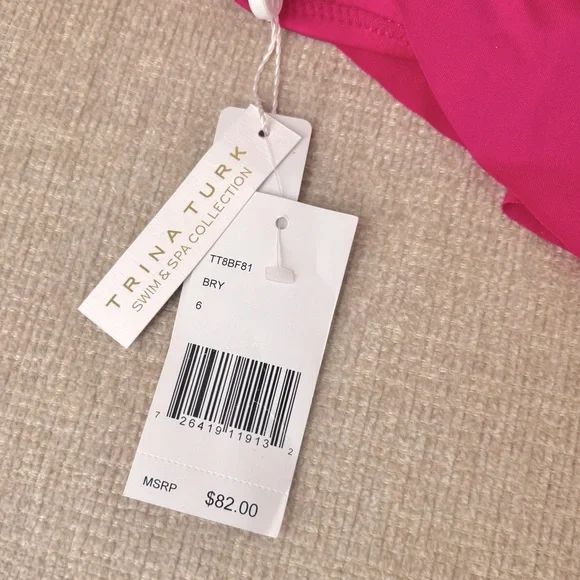 TRINA TURK
SWIM & SPA COLLECTION
TT8BF81
BRY
6
7 26419 11913 2
MSRP $82.00